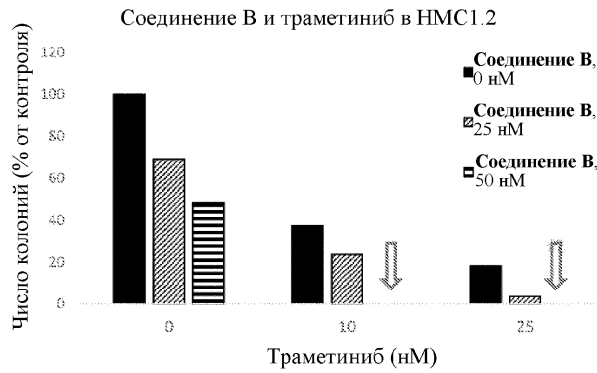 Соединение В и траметиниб в HMC1.2
Число колоний (% от контроля)
120
100
80
60
40
20
0
0
10
25
Траметиниб (нМ)
Соединение В,
0 нМ
Соединение В,
25 нМ
Соединение В,
50 нМ